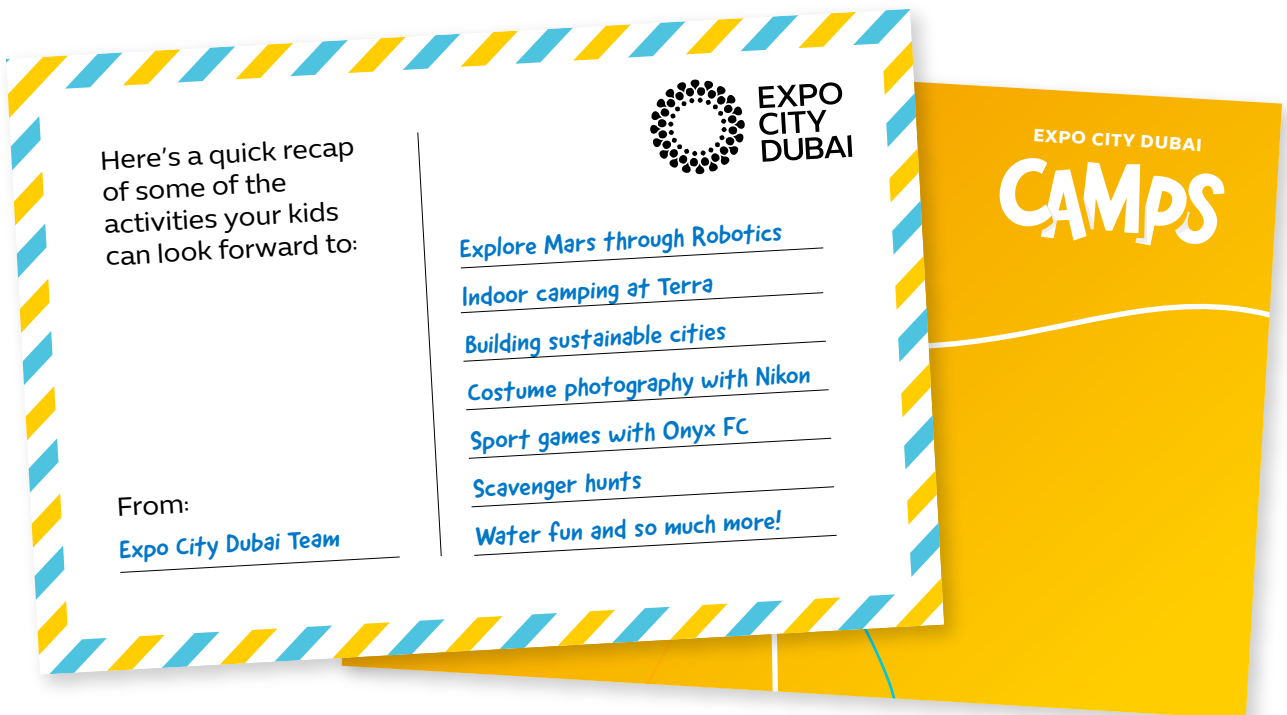 Here's a quick recap
of some of the
activities your kids
can look forward to:
From:
Expo City Dubai Team
EXPO
CITY
DUBAI
Explore Mars through Robotics
Indoor camping at Terra
Building sustainable cities
Costume photography with Nikon
Sport games with Onyx FC
Scavenger hunts
Water fun and so much more!
EXPO CITY DUBAI
CAMPS